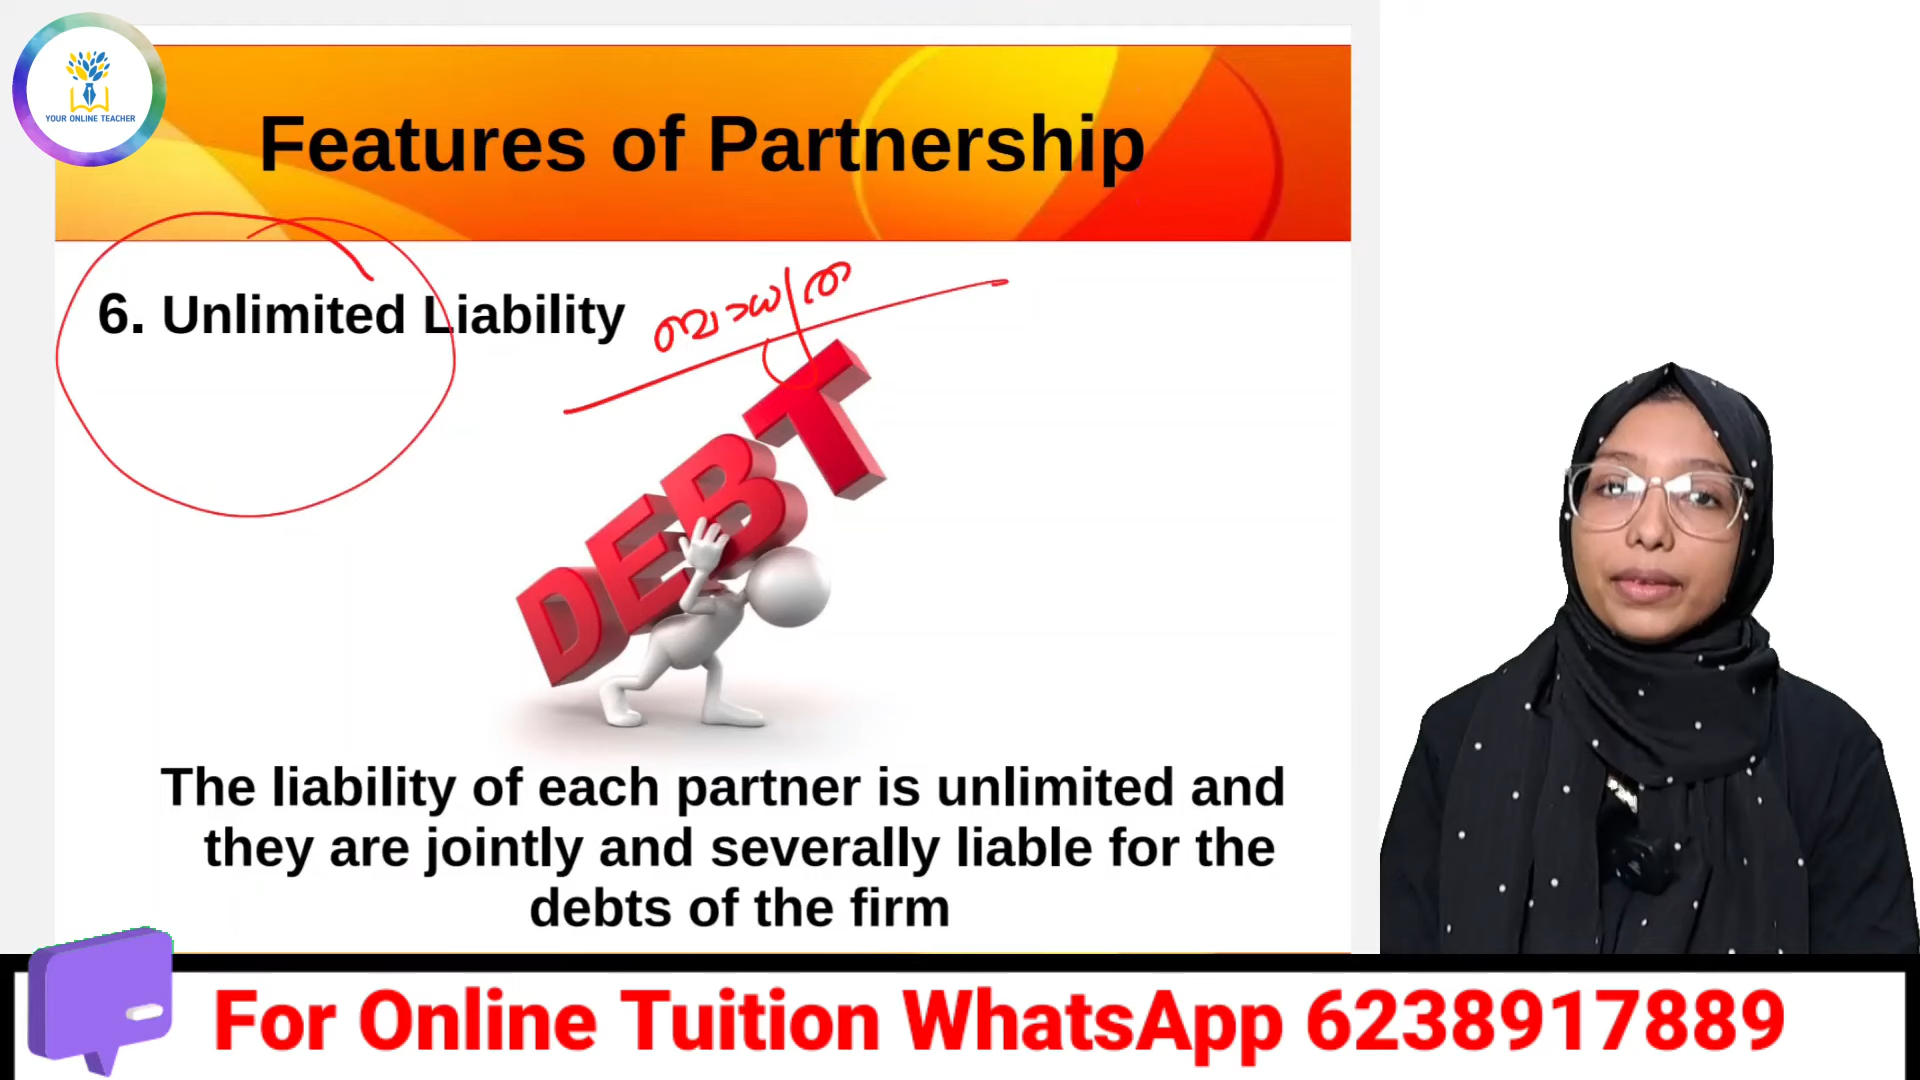 YOUR ONLINE TEACHER
Features of Partnership
6. Unlimited Liability
ബാധ്യത
DEBT
The liability of each partner is unlimited and
they are jointly and severally liable for the
debts of the firm
For Online Tuition WhatsApp 6238917889